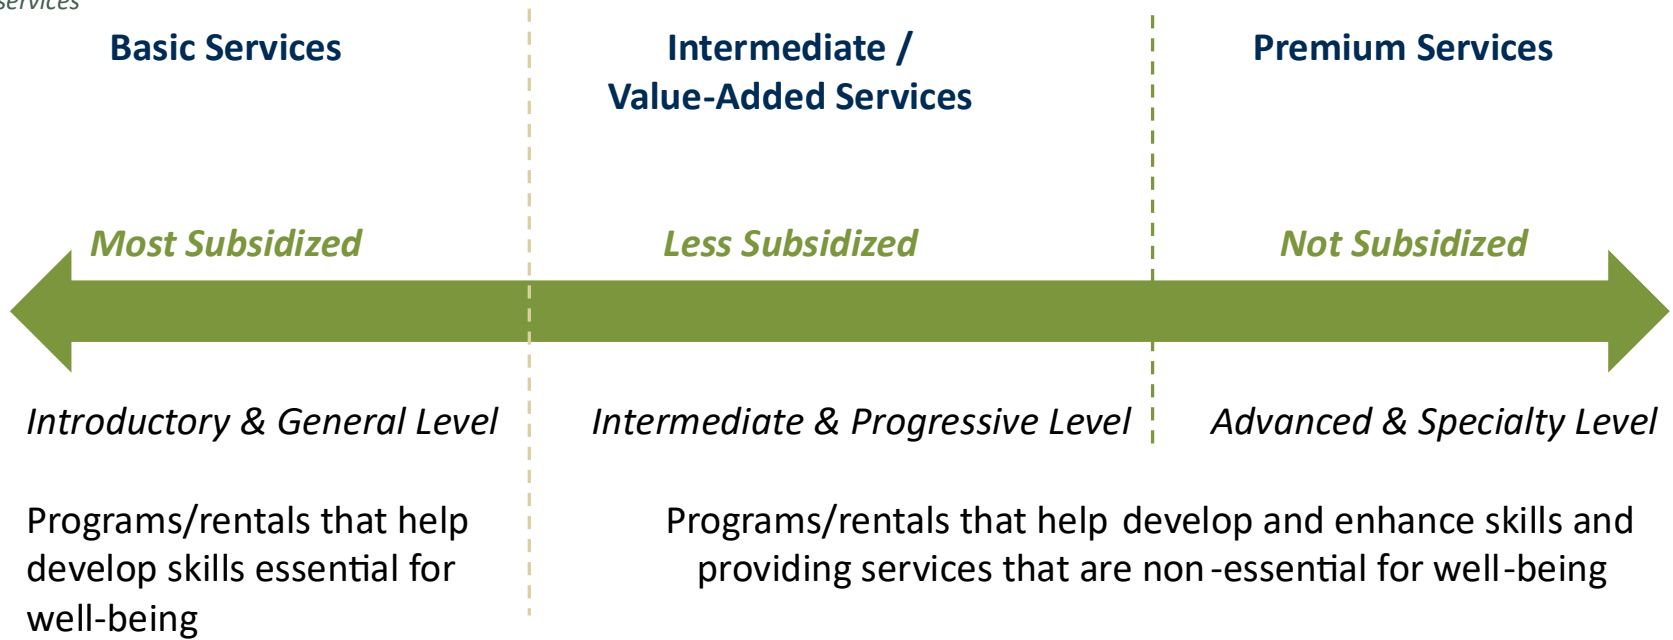 services
Basic Services
Intermediate /
Value-Added Services
Premium Services
Most Subsidized
Less Subsidized
Not Subsidized
Introductory & General Level
Intermediate & Progressive Level
Advanced & Specialty Level
Programs/rentals that help
develop skills essential for
well-being
Programs/rentals that help develop and enhance skills and
providing services that are non-essential for well-being